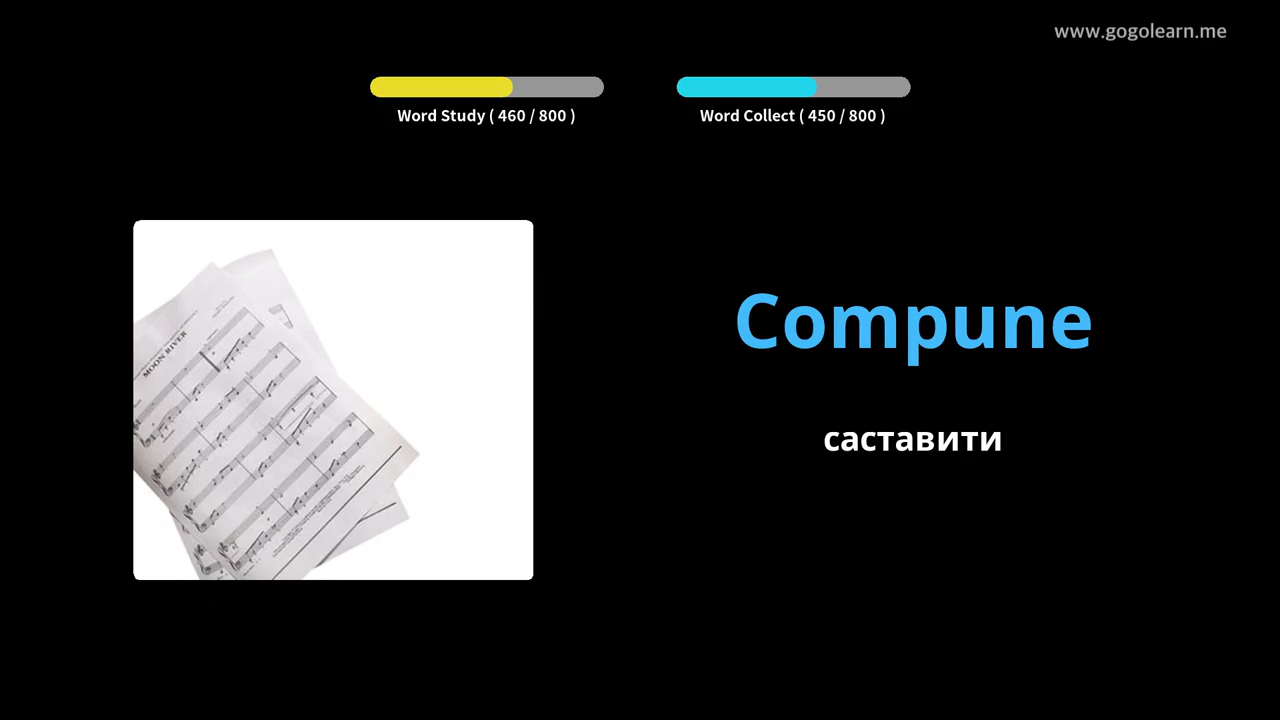 www.gogolearn.me
Word Study ( 460 / 800 )
Word Collect ( 450 / 800 )
MOON RIVER
Compune
саставити